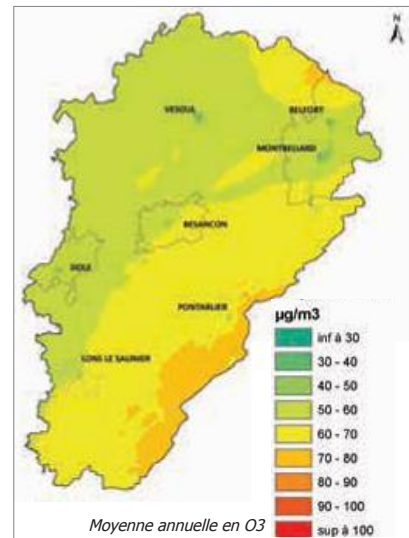 N
VESOUL
BELFORT
MONTBELIARD
BESANCON
DOLE
PONTARLIER
LONS LE SAUNIER
µg/m3
inf à 30
30 - 40
40 - 50
50 - 60
60 - 70
70 - 80
80 - 90
90 - 100
sup à 100
Moyenne annuelle en O3